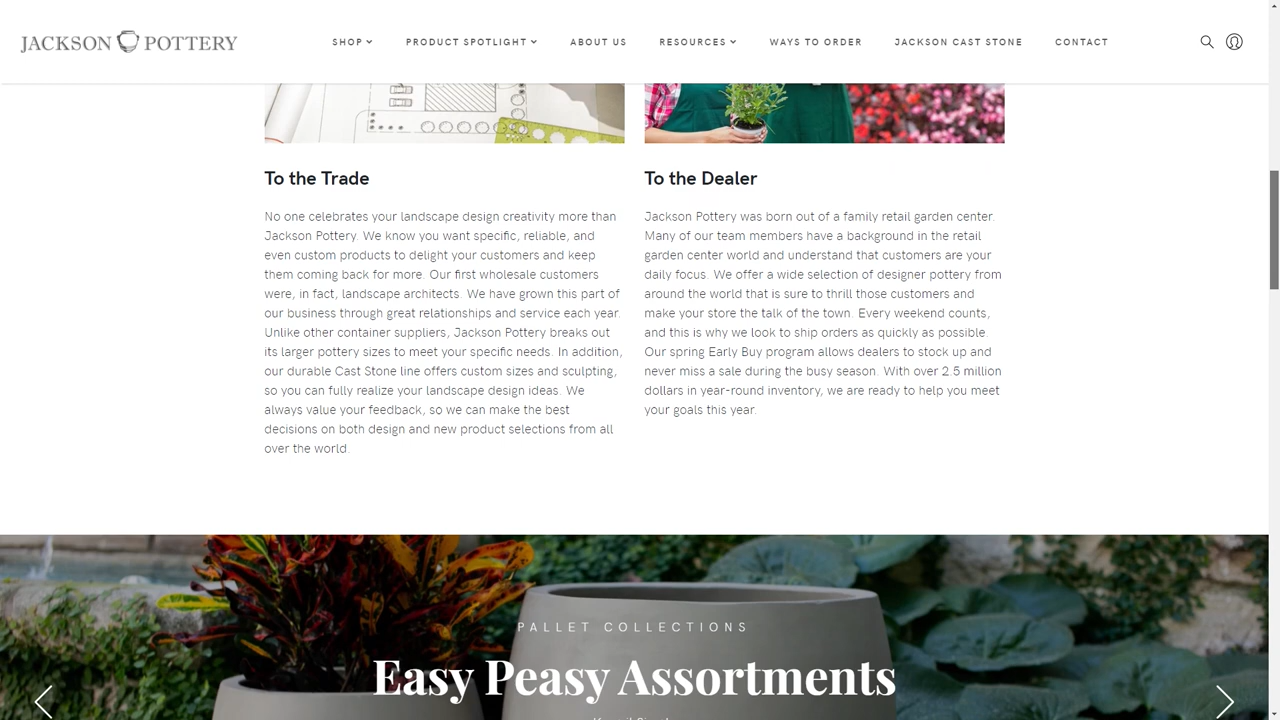 JACKSON POTTERY
SHOP
PRODUCT SPOTLIGHT
ABOUT US
RESOURCES
WAYS TO ORDER
JACKSON CAST STONE
CONTACT
To the Trade
No one celebrates your landscape design creativity more than
Jackson Pottery. We know you want specific, reliable, and
even custom products to delight your customers and keep
them coming back for more. Our first wholesale customers
were, in fact, landscape architects. We have grown this part of
our business through great relationships and service each year.
Unlike other container suppliers, Jackson Pottery breaks out
its larger pottery sizes to meet your specific needs. In addition,
our durable Cast Stone line offers custom sizes and sculpting,
so you can fully realize your landscape design ideas. We
always value your feedback, so we can make the best
decisions on both design and new product selections from all
over the world.
To the Dealer
Jackson Pottery was born out of a family retail garden center.
Many of our team members have a background in the retail
garden center world and understand that customers are your
daily focus. We offer a wide selection of designer pottery from
around the world that is sure to thrill those customers and
make your store the talk of the town. Every weekend counts,
and this is why we look to ship orders as quickly as possible.
Our spring Early Buy program allows dealers to stock up and
never miss a sale during the busy season. With over 2.5 million
dollars in year-round inventory, we are ready to help you meet
your goals this year.
PALLET COLLECTIONS
Easy Peasy Assortments